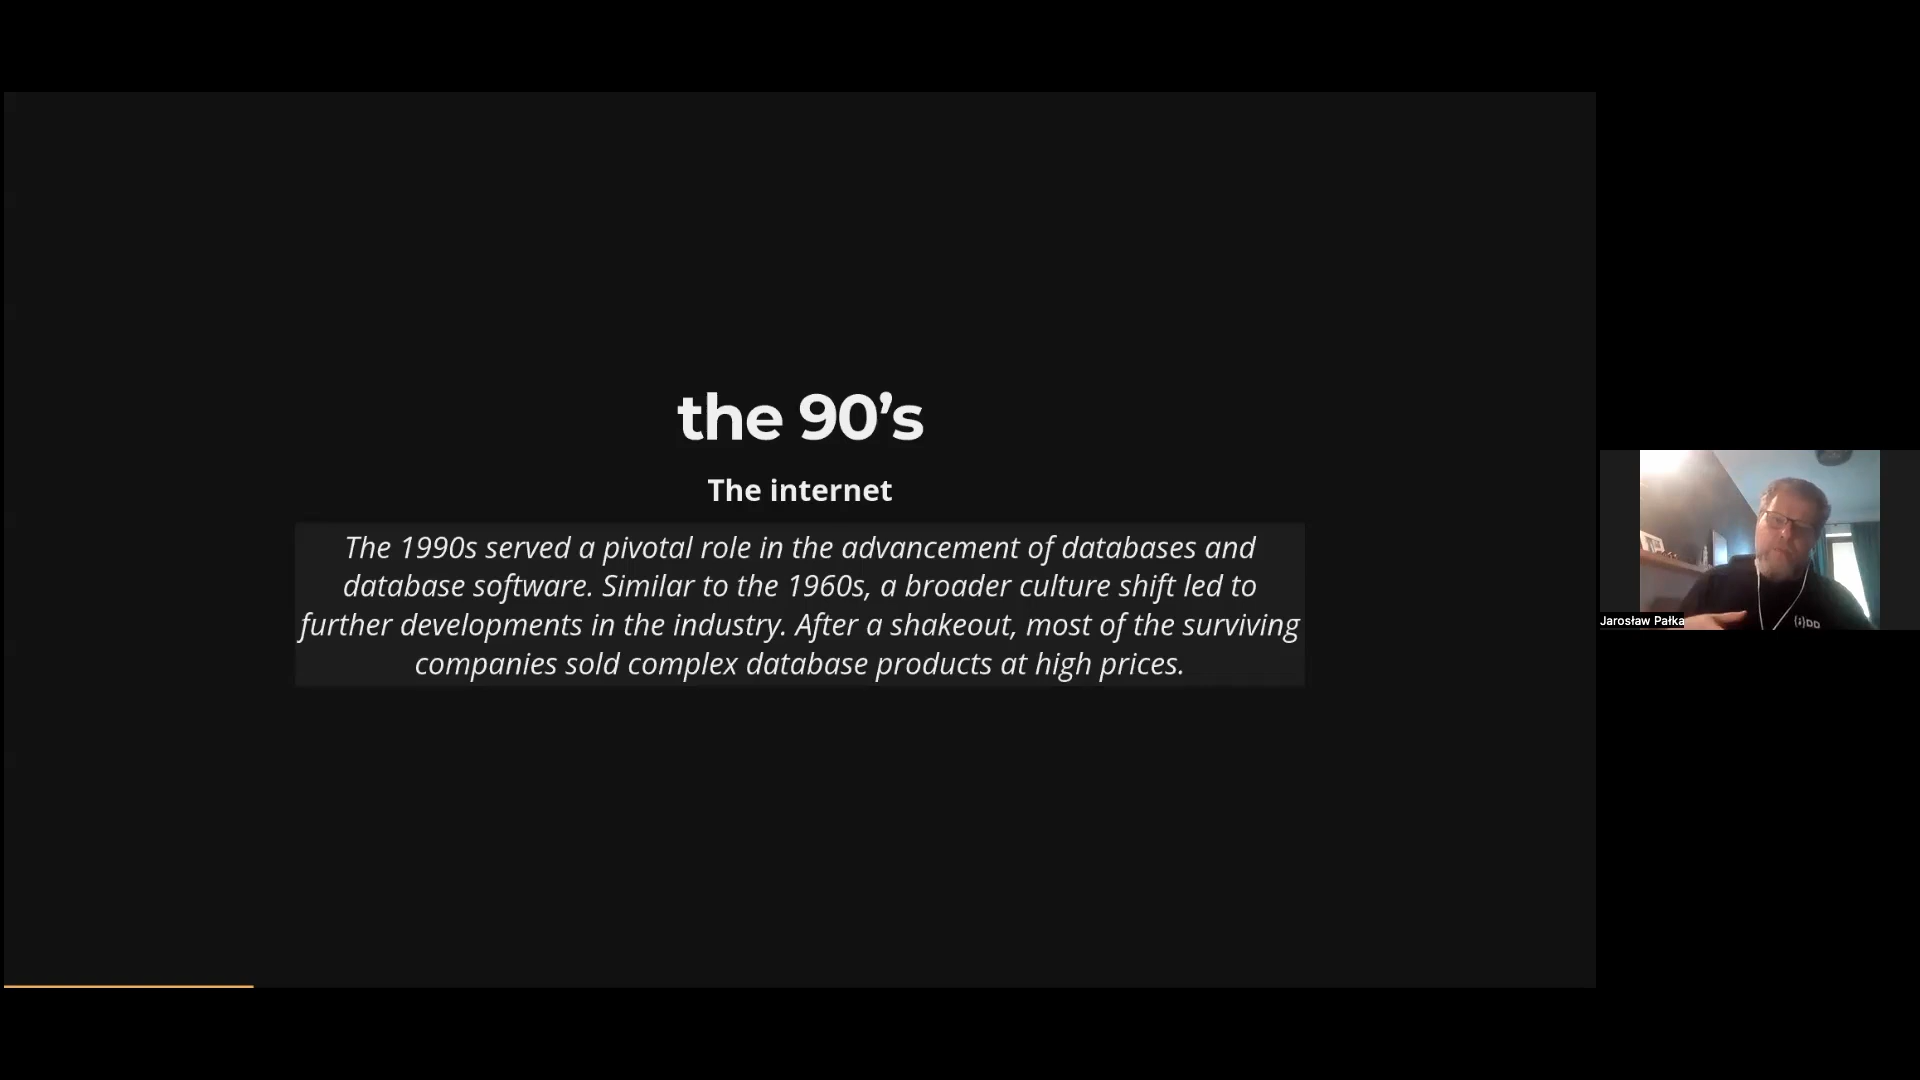 the 90’s
The internet
The 1990s served a pivotal role in the advancement of databases and
database software. Similar to the 1960s, a broader culture shift led to
further developments in the industry. After a shakeout, most of the surviving
companies sold complex database products at high prices.
Jarosław Pałka